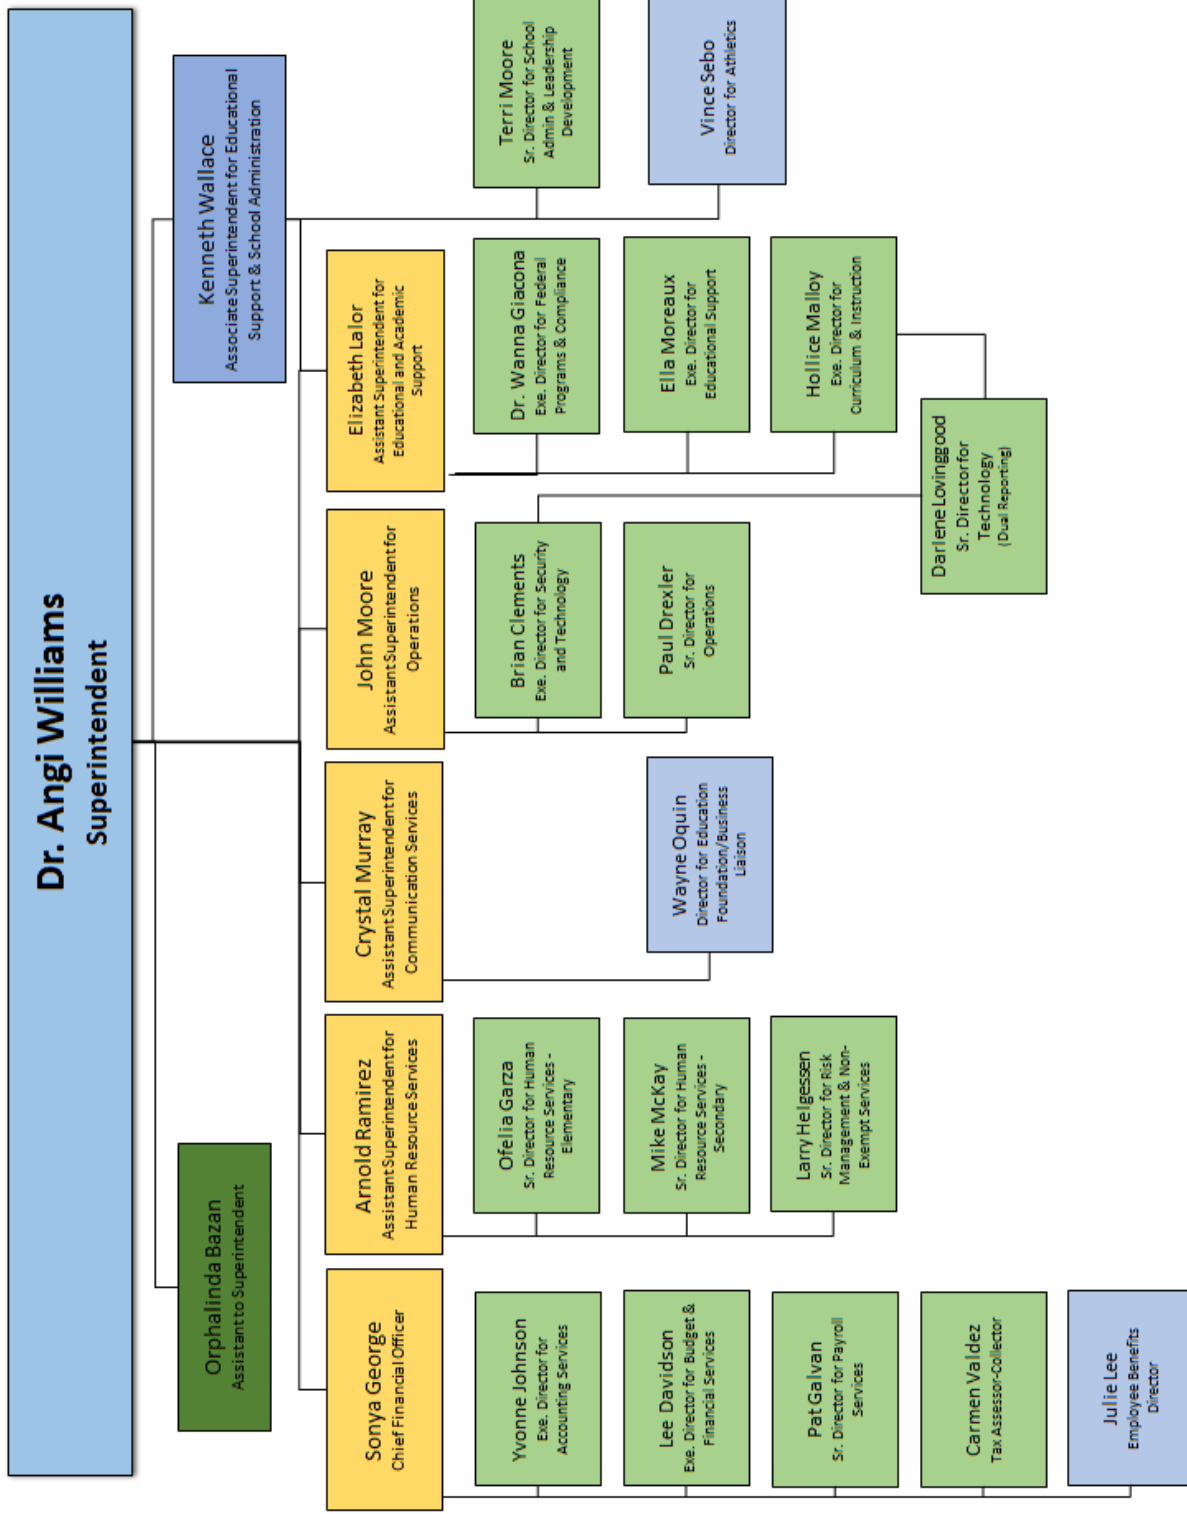 Dr. Angi Williams
Superintendent
Orphalinda Bazan
Assistant to Superintendent
Kenneth Wallace
Associate Superintendent for Educational
Support & School Administration
Sonya George
Chief Financial Officer
Arnold Ramirez
Assistant Superintendent for
Human Resource Services
Crystal Murray
Assistant Superintendent for
Communication Services
John Moore
Assistant Superintendent for
Operations
Elizabeth Lalor
Assistant Superintendent for
Educational and Academic
Support
Yvonne Johnson
Exe. Director for
Accounting Services
Ofelia Garza
Sr. Director for Human
Resource Services -
Elementary
Brian Clements
Exe. Director for Security
and Technology
Dr. Wanna Giacona
Exe. Director for Federal
Programs & Compliance
Terri Moore
Sr. Director for School
Admin & Leadership
Development
Lee Davidson
Exe. Director for Budget &
Financial Services
Mike McKay
Sr. Director for Human
Resource Services -
Secondary
Wayne Oquin
Director for Education
Foundation/Business
Liaison
Paul Drexler
Sr. Director for
Operations
Ella Moreaux
Exe. Director for
Educational Support
Vince Sebo
Director for Athletics
Pat Galvan
Sr. Director for Payroll
Services
Larry Helgessen
Sr. Director for Risk
Management & Non-
Exempt Services
Hollice Malloy
Exe. Director for
Curriculum & Instruction
Carmen Valdez
Tax Assessor-Collector
Darlene Lovinggood
Sr. Director for
Technology
(Dual Reporting)
Julie Lee
Employee Benefits
Director